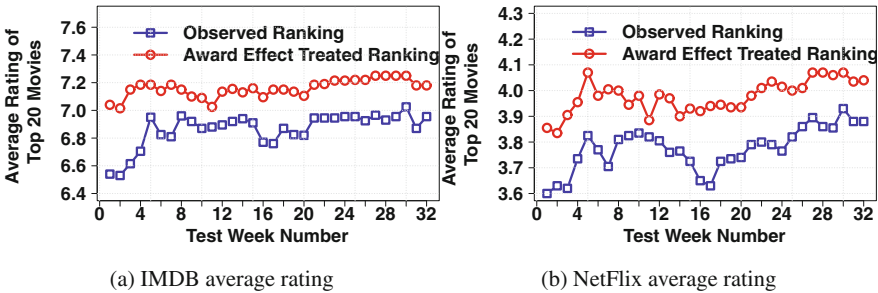 Average Rating of
Top 20 Movies
7.6
7.4
7.2
7.0
6.8
6.6
6.4
Observed Ranking
Award Effect Treated Ranking
0 4 8 12 16 20 24 28 32
Test Week Number
(a) IMDB average rating
Average Rating of
Top 20 Movies
4.3
4.2
4.1
4.0
3.9
3.8
3.7
3.6
Observed Ranking
Award Effect Treated Ranking
0 4 8 12 16 20 24 28 32
Test Week Number
(b) NetFlix average rating